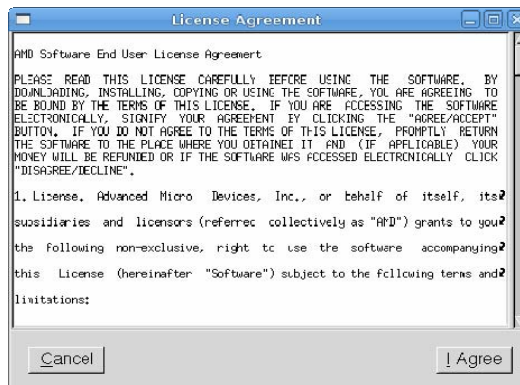 License Agreement
AMD Software End User License Agreement
PLEASE READ THIS LICENSE CAREFULLY BEFORE USING THE SOFTWARE. BY
DOWNLOADING, INSTALLING, COPYING OR USING THE SOFTWARE, YOU ARE AGREEING TO
BE BOUND BY THE TERMS OF THIS LICENSE. IF YOU ARE ACCESSING THE SOFTWARE
ELECTRONICALLY, SIGNIFY YOUR AGREEMENT BY CLICKING THE "AGREE/ACCEPT"
BUTTON. IF YOU DO NOT AGREE TO THE TERMS OF THIS LICENSE, PROMPTLY RETURN
THE SOFTWARE TO THE PLACE WHERE YOU OBTAINED IT AND (IF APPLICABLE) YOUR
MONEY WILL BE REFUNDED OR IF THE SOFTWARE WAS ACCESSED ELECTRONICALLY CLICK
"DISAGREE/DECLINE".
1. License. Advanced Micro Devices, Inc., or behalf of itself, its
subsidiaries and licensors (referred collectively as "AMD") grants to you
the following non-exclusive, right to use the software accompanying
this License (hereinafter "Software") subject to the following terms and
limitations:
Cancel
I Agree